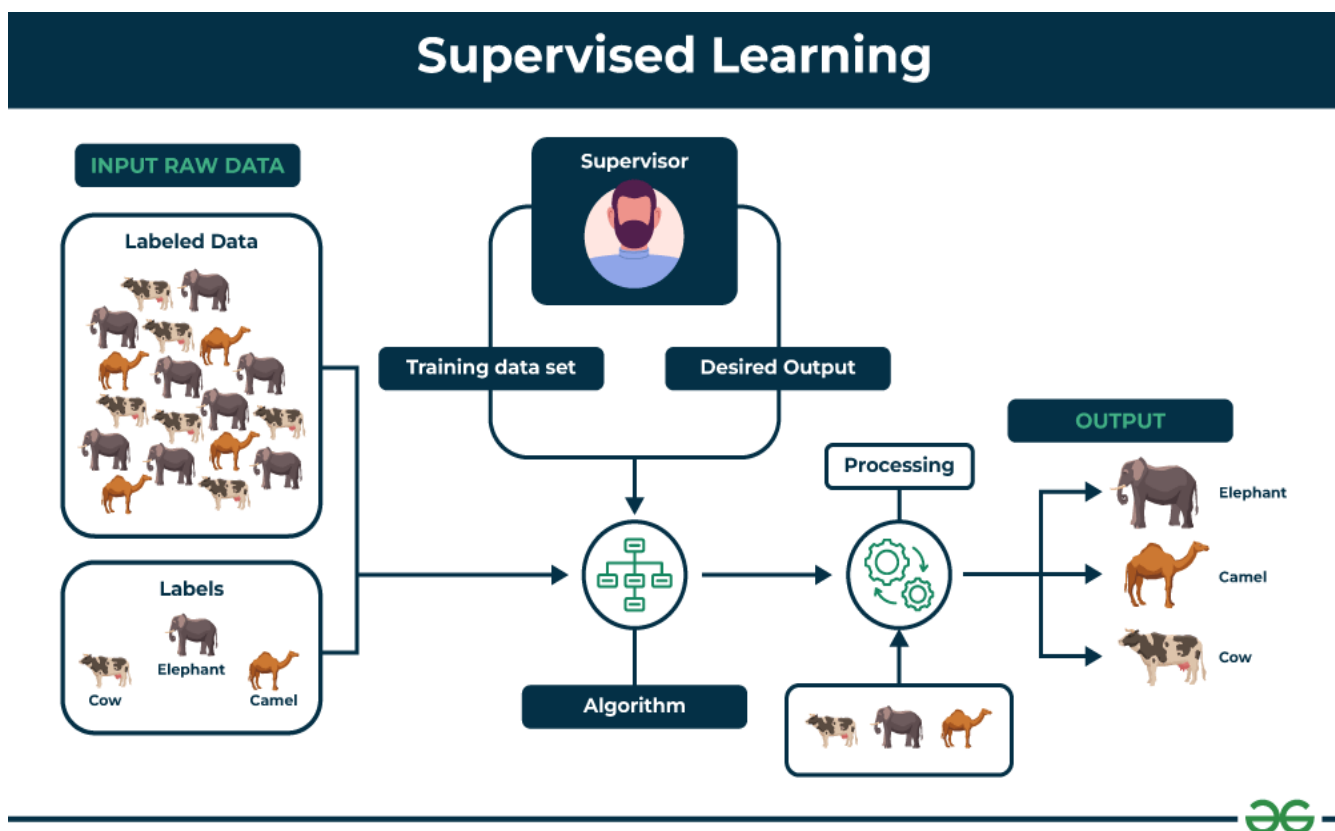 Supervised Learning
INPUT RAW DATA
Labeled Data
Labels
Elephant
Cow
Camel
Supervisor
Training data set
Desired Output
Algorithm
Processing
OUTPUT
Elephant
Camel
Cow